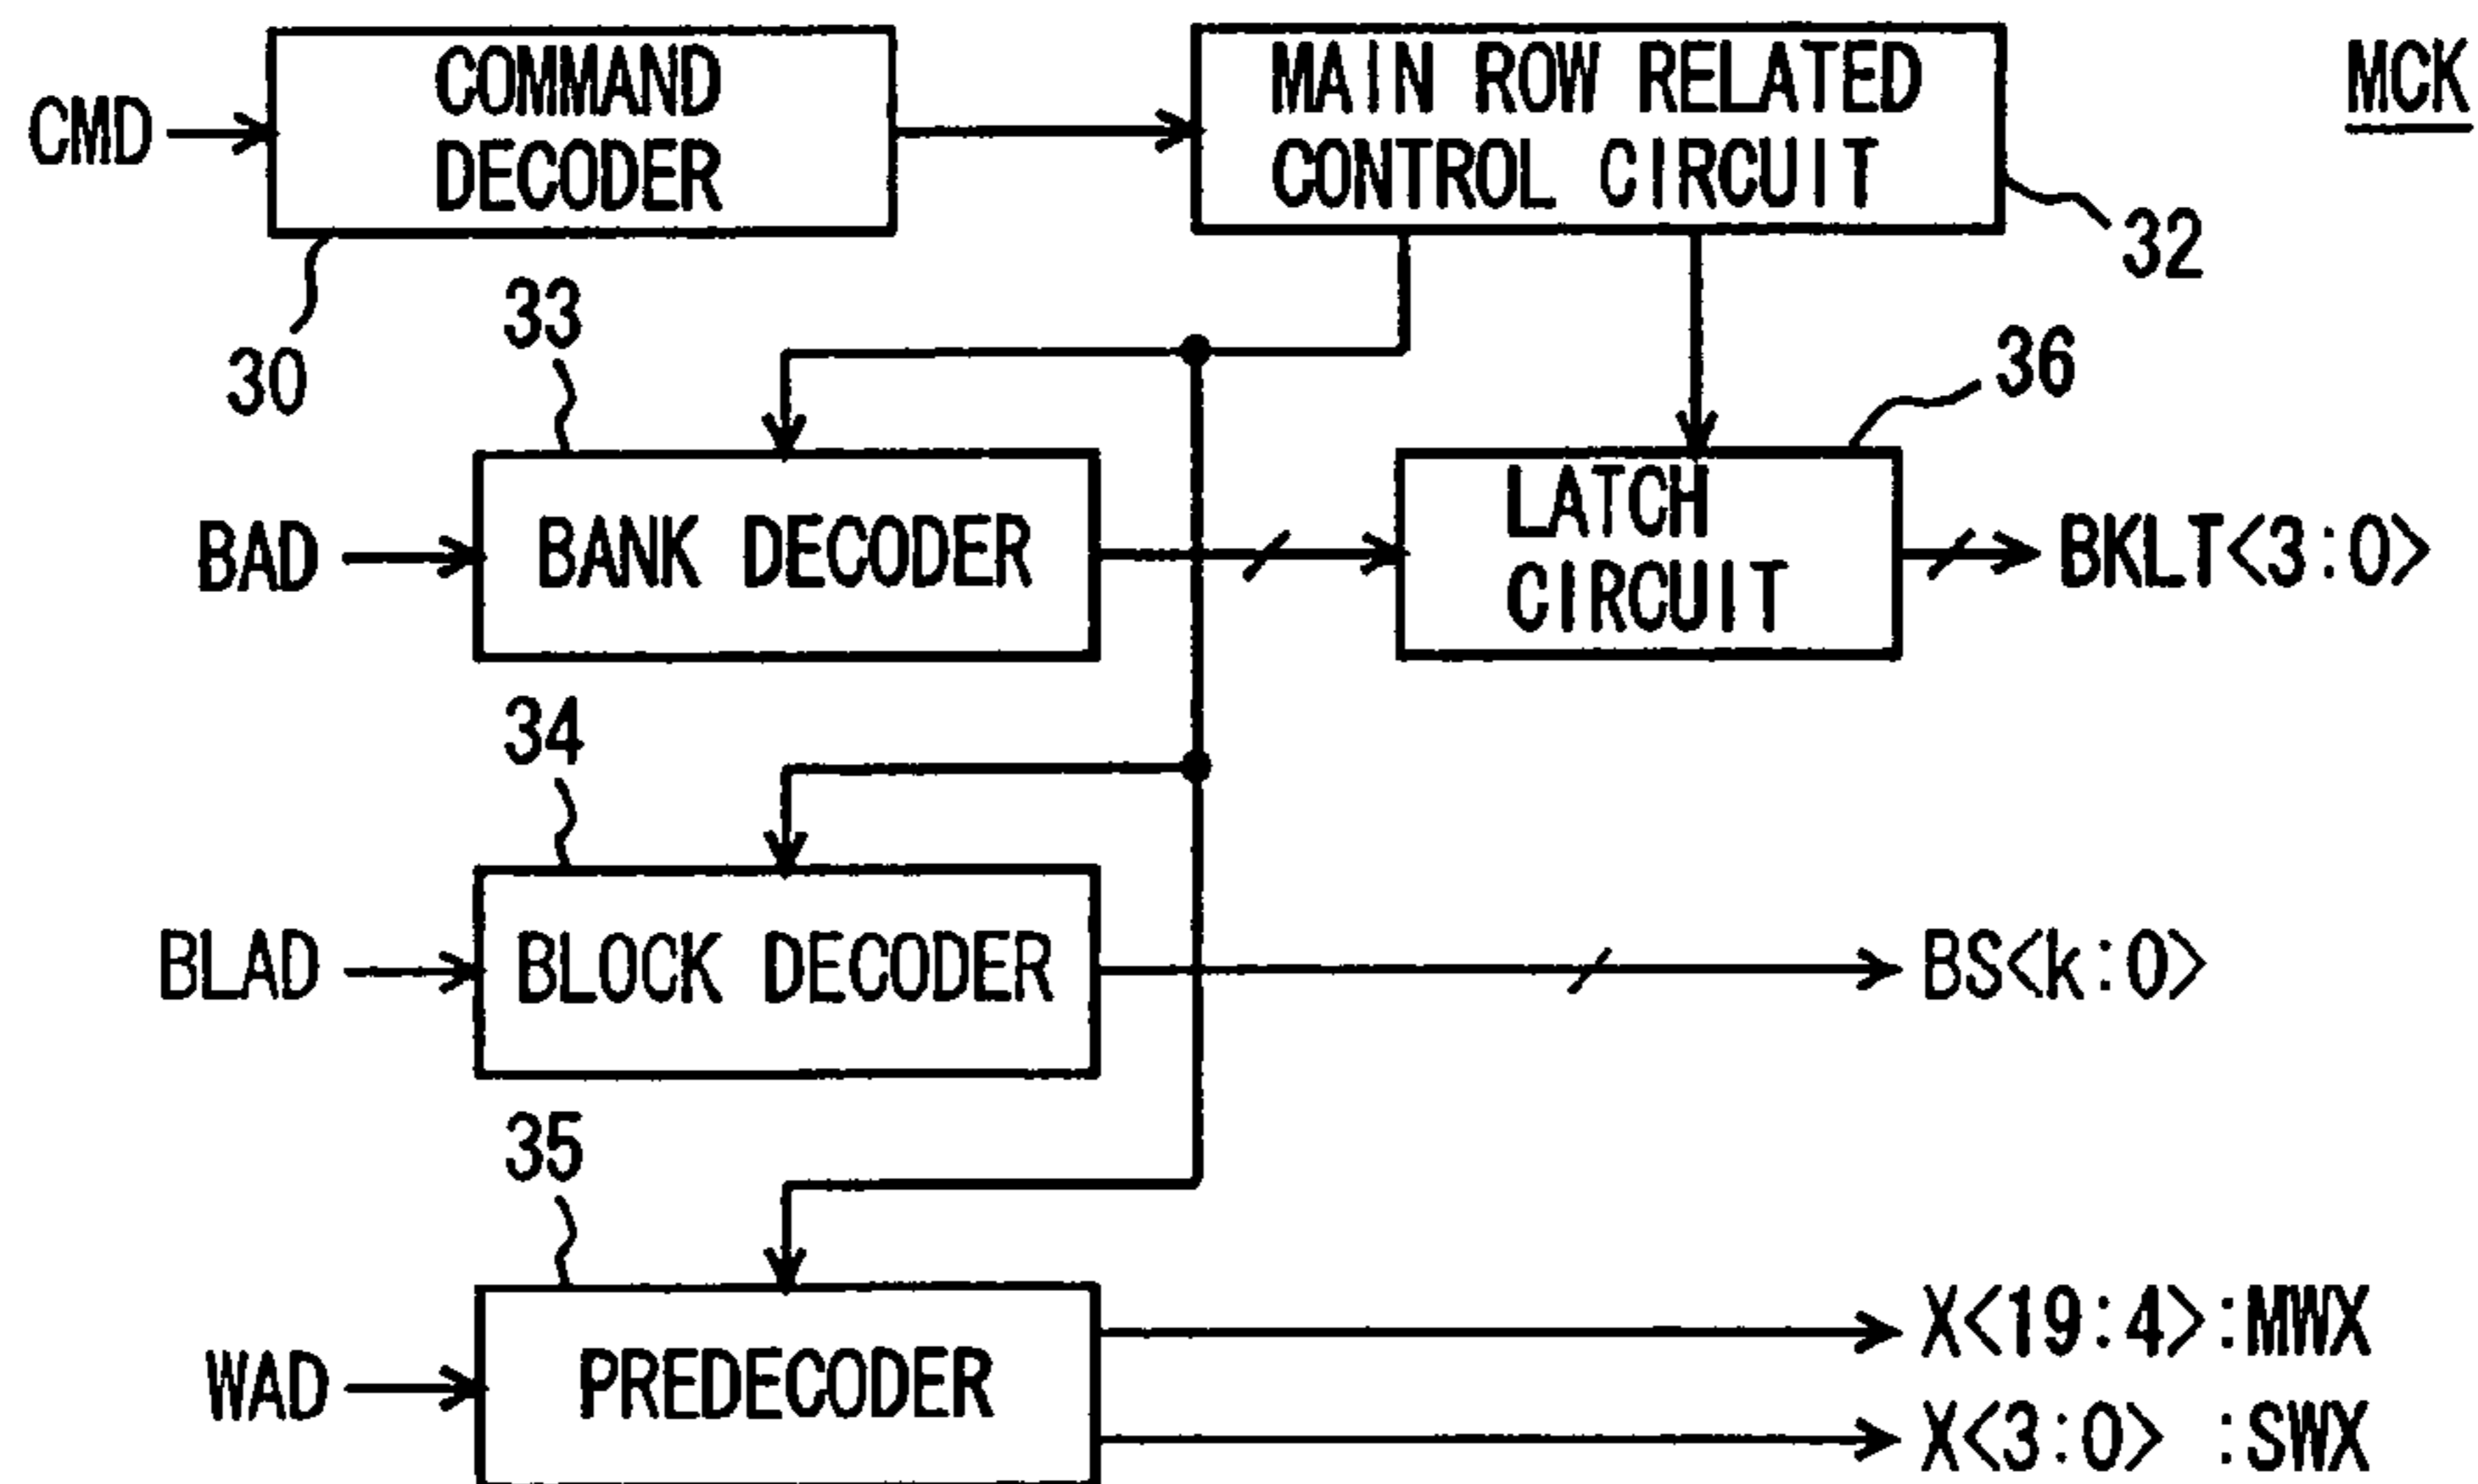 COMMAND
DECODER
MAIN ROW RELATED
CONTROL CIRCUIT
MCK
CMD
32
30
33
36
BAD
BANK DECODER
LATCH
CIRCUIT
BKLT<3:0>
34
BLAD
BLOCK DECODER
BS<k:0>
35
WAD
PREDECODER
X<19:4>:MWX
X<3:0> :SWX